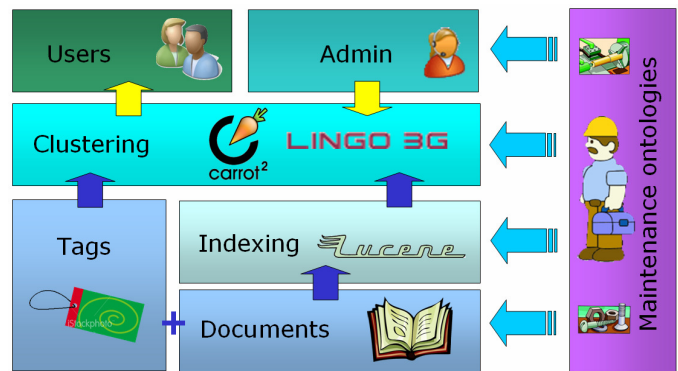 Users
Admin
Clustering
carrot²
LINGO 3G
Tags
Indexing
Lucene
iStockphoto
+
Documents
Maintenance ontologies